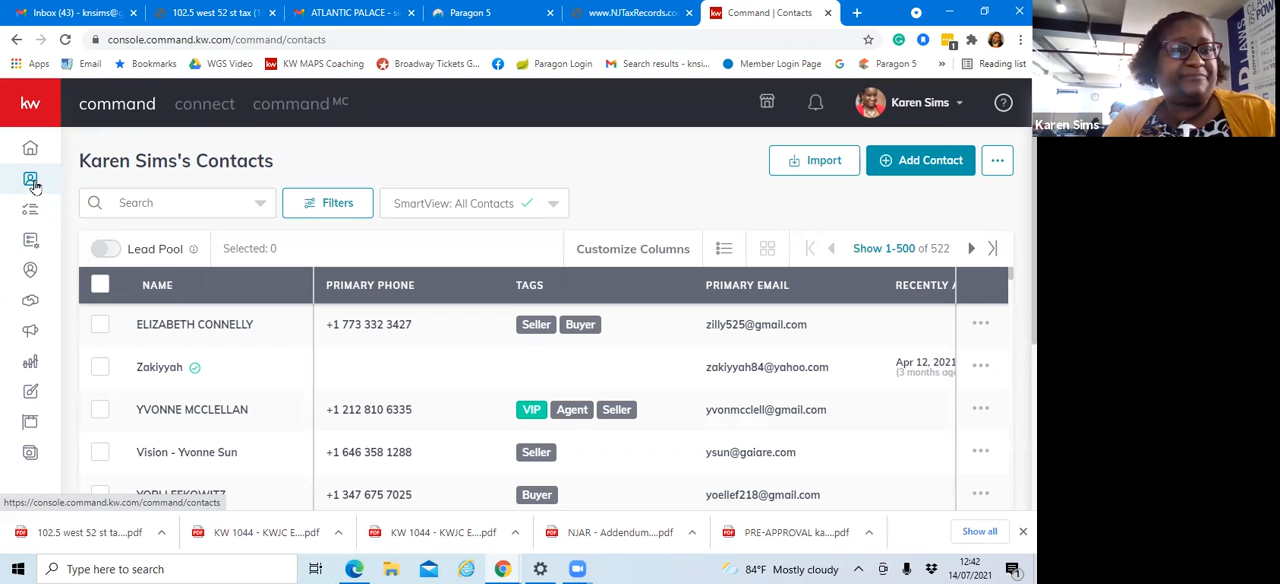 Inbox (43) - knsims@
102.5 west 52 st tax (
ATLANTIC PALACE - si
Paragon 5
www.NJTaxRecords.co
Command | Contacts
console.command.kw.com/command/contacts
Apps
Email
Bookmarks
WGS Video
KW MAPS Coaching
Broadway Tickets G...
Paragon Login
Search results - knsi...
Member Login Page
Paragon 5
Reading list
kw
command
connect
command MC
Karen Sims
Karen Sims
Karen Sims's Contacts
Import
Add Contact
Search
Filters
SmartView: All Contacts
Lead Pool
Selected: 0
Customize Columns
Show 1-500 of 522
NAME
PRIMARY PHONE
TAGS
PRIMARY EMAIL
RECENTLY A
ELIZABETH CONNELLY
+1 773 332 3427
Seller
Buyer
zilly525@gmail.com
Zakiyyah
zakiyyah84@yahoo.com
Apr 12, 2021
(3 months ago
YVONNE MCCLELLAN
+1 212 810 6335
VIP
Agent
Seller
yvonmcclell@gmail.com
Vision - Yvonne Sun
+1 646 358 1288
Seller
ysun@gaiare.com
+1 347 675 7025
Buyer
yoellef218@gmail.com
https://console.command.kw.com/command/contacts
102.5 west 52 st ta....pdf
KW 1044 - KWJC E....pdf
KW 1044 - KWJC E....pdf
NJAR - Addendum....pdf
PRE-APPROVAL ka....pdf
Show all
Type here to search
84°F Mostly cloudy
12:42
14/07/2021